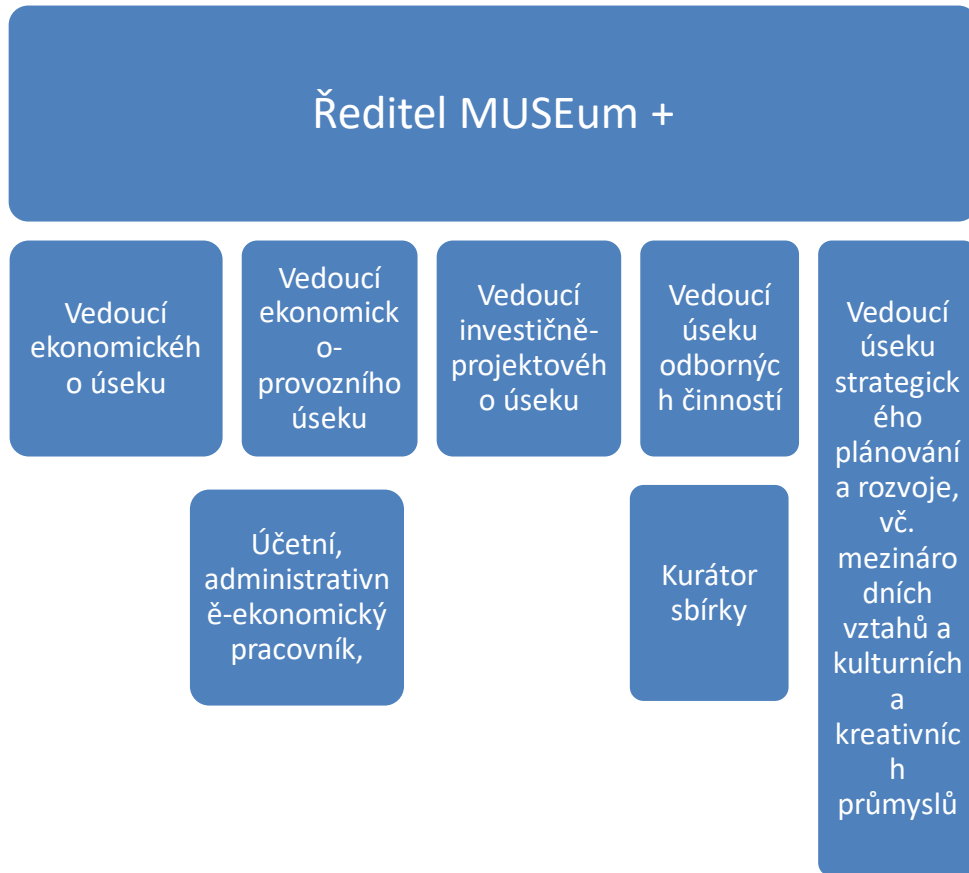 Ředitel MUSEum +
Vedoucí
ekonomickéh
o úseku
Vedoucí
ekonomick
o-
provozního
úseku
Vedoucí
investičně-
projektovéh
o úseku
Vedoucí
úseku
odbornýc
h činností
Vedoucí
úseku
strategick
ého
plánování
a rozvoje,
vč.
mezináro
dních
vztahů a
kulturních
a
kreativníc
h
průmyslů
Účetní,
administrativn
ě-ekonomický
pracovník,
Kurátor
sbírky